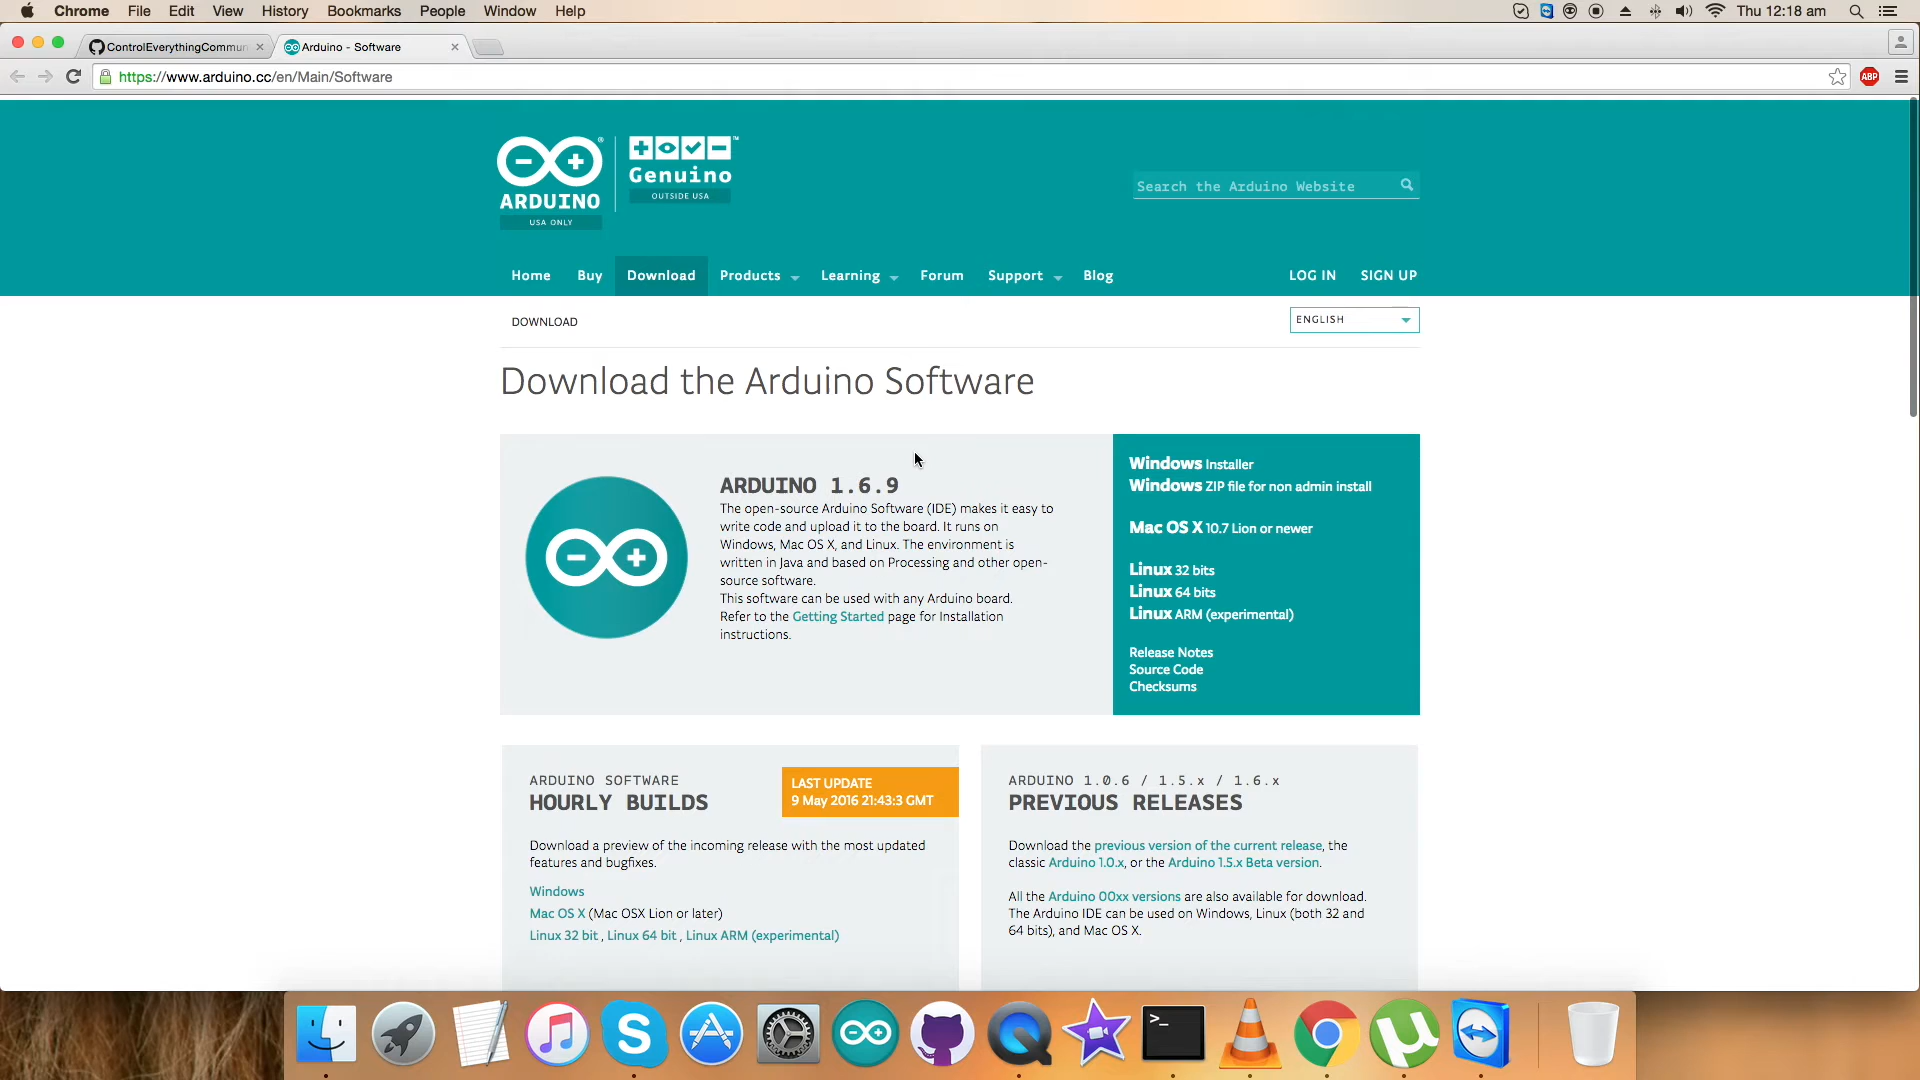 Chrome File Edit View History Bookmarks People Window Help Thu 12:18 am
ControlEverythingCommun Arduino - Software
https://www.arduino.cc/en/Main/Software
ABP
ARDUINO
USA ONLY
Genuino
OUTSIDE USA
Search the Arduino Website
Home Buy Download Products Learning Forum Support Blog LOG IN SIGN UP
DOWNLOAD
ENGLISH
Download the Arduino Software
ARDUINO 1.6.9
The open-source Arduino Software (IDE) makes it easy to
write code and upload it to the board. It runs on
Windows, Mac OS X, and Linux. The environment is
written in Java and based on Processing and other open-
source software.
This software can be used with any Arduino board.
Refer to the Getting Started page for Installation
instructions.
Windows Installer
Windows ZIP file for non admin install
Mac OS X 10.7 Lion or newer
Linux 32 bits
Linux 64 bits
Linux ARM (experimental)
Release Notes
Source Code
Checksums
ARDUINO SOFTWARE
HOURLY BUILDS
LAST UPDATE
9 May 2016 21:43:3 GMT
Download a preview of the incoming release with the most updated
features and bugfixes.
Windows
Mac OS X (Mac OSX Lion or later)
Linux 32 bit , Linux 64 bit , Linux ARM (experimental)
ARDUINO 1.0.6 / 1.5.x / 1.6.x
PREVIOUS RELEASES
Download the previous version of the current release, the
classic Arduino 1.0.x, or the Arduino 1.5.x Beta version.
All the Arduino 00xx versions are also available for download.
The Arduino IDE can be used on Windows, Linux (both 32 and
64 bits), and Mac OS X.